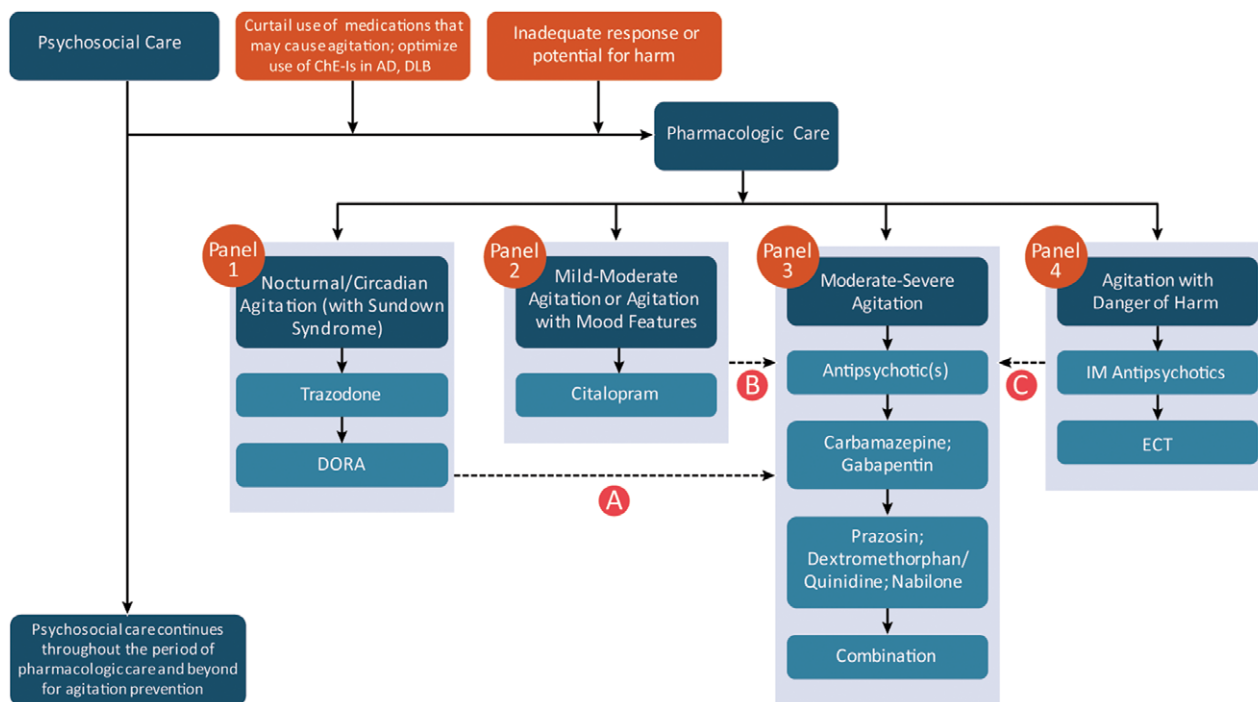 Psychosocial Care
Curtail use of medications that
may cause agitation; optimize
use of ChE-Is in AD, DLB
Inadequate response or
potential for harm
Pharmacologic Care
Panel
1
Nocturnal/Circadian
Agitation (with Sundown
Syndrome)
Trazodone
DORA
Panel
2
Mild-Moderate
Agitation or Agitation
with Mood Features
Citalopram
Panel
3
Moderate-Severe
Agitation
Antipsychotic(s)
Carbamazepine;
Gabapentin
Prazosin;
Dextromethorphan/
Quinidine; Nabilone
Combination
Panel
4
Agitation with
Danger of Harm
IM Antipsychotics
ECT
B
C
A
Psychosocial care continues
throughout the period of
pharmacologic care and beyond
for agitation prevention